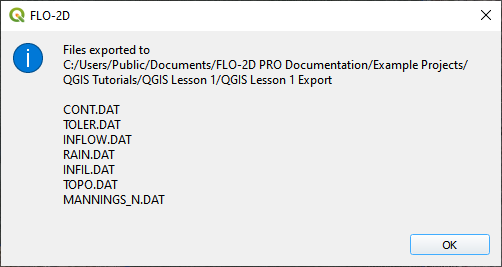 FLO-2D
Files exported to
C:/Users/Public/Documents/FLO-2D PRO Documentation/Example Projects/
QGIS Tutorials/QGIS Lesson 1/QGIS Lesson 1 Export
CONT.DAT
TOLER.DAT
INFLOW.DAT
RAIN.DAT
INFIL.DAT
TOPO.DAT
MANNINGS_N.DAT
OK